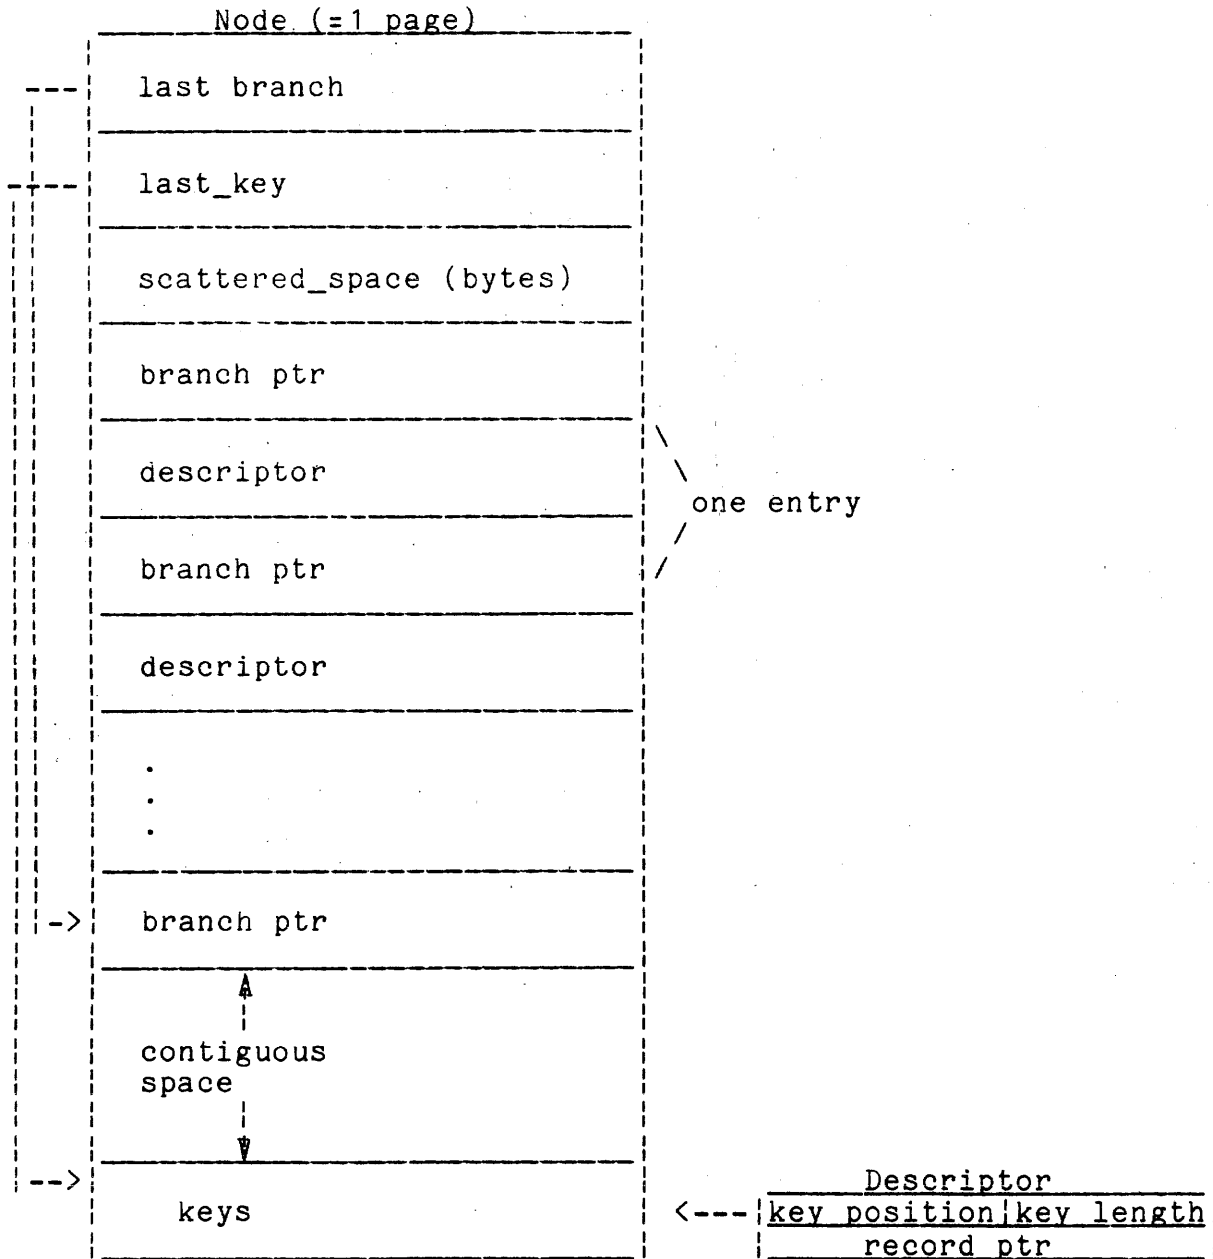 Node (=1 page)
last branch
last_key
scattered_space (bytes)
branch ptr
descriptor
one entry
branch ptr
descriptor
.
.
.
branch ptr
contiguous
space
keys
Descriptor
key position|key length
record ptr